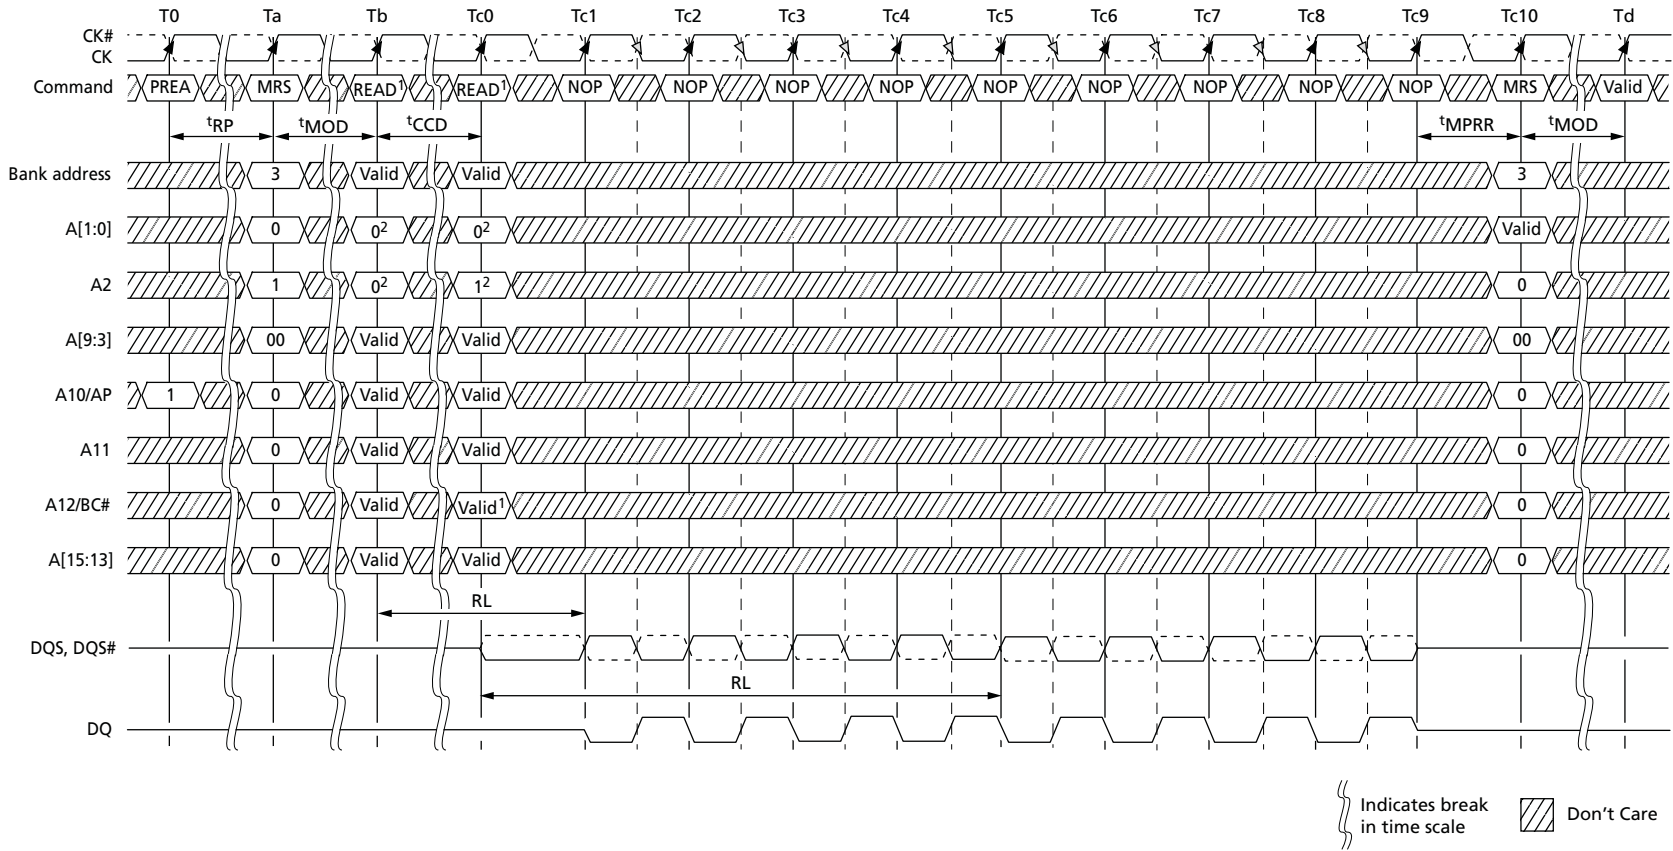 T0 Ta Tb Tc0 Tc1 Tc2 Tc3 Tc4 Tc5 Tc6 Tc7 Tc8 Tc9 Tc10 Td
CK#
CK
Command PREA MRS READ1 READ1 NOP NOP NOP NOP NOP NOP NOP NOP NOP MRS Valid
tRP tMOD tCCD tMPRR tMOD
Bank address 3 Valid Valid 3
A[1:0] 0 02 02 Valid
A2 1 02 12 0
A[9:3] 00 Valid Valid 00
A10/AP 1 0 Valid Valid 0
A11 0 Valid Valid 0
A12/BC# 0 Valid Valid1 0
A[15:13] 0 Valid Valid 0
RL
DQS, DQS#
RL
DQ
Indicates break
in time scale
Don't Care